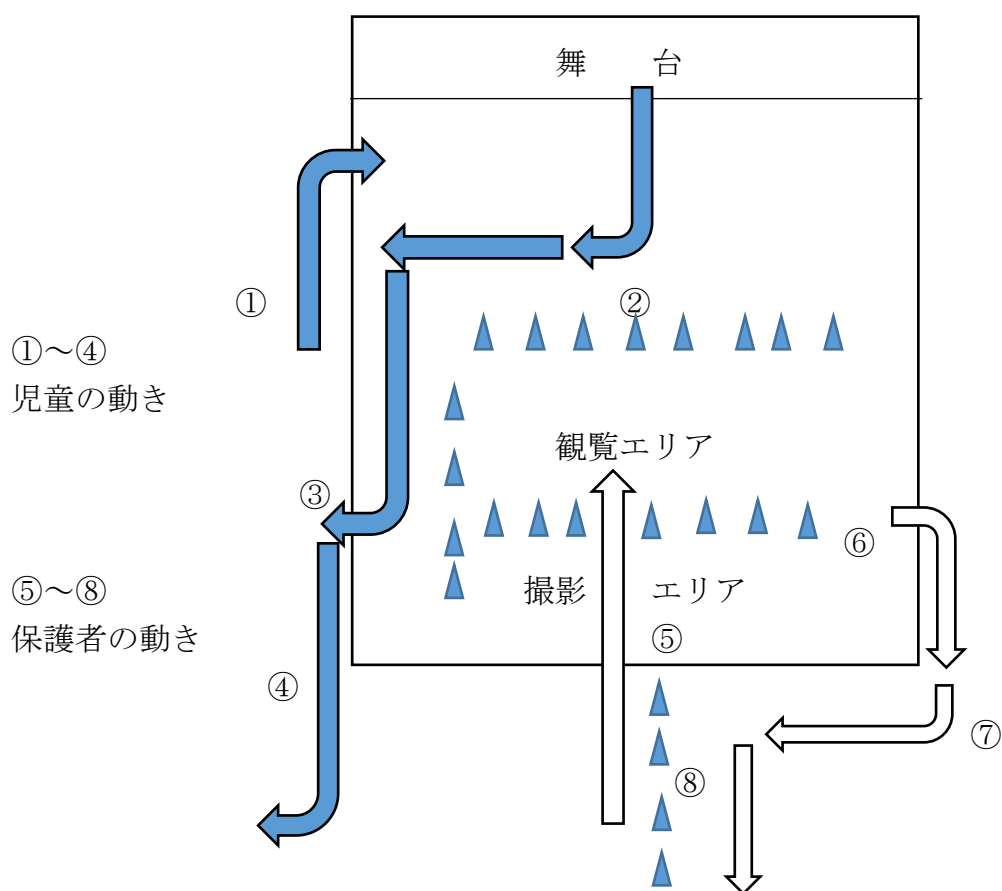 舞　台
①
②
①～④
児童の動き
観覧エリア
③
⑥
⑤～⑧
保護者の動き
撮影　エリア
⑤
④
⑦
⑧